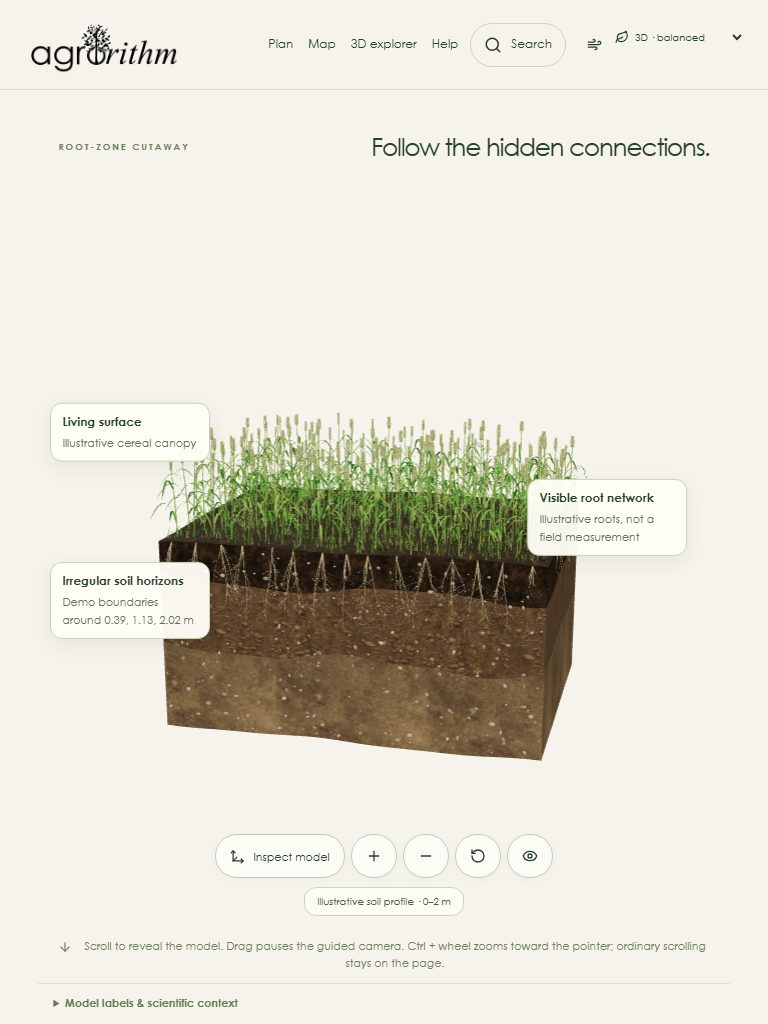 agrorithm
Plan Map 3D explorer Help Search 3D · balanced
ROOT-ZONE CUTAWAY
Follow the hidden connections.
Living surface
Illustrative cereal canopy
Visible root network
Illustrative roots, not a
field measurement
Irregular soil horizons
Demo boundaries
around 0.39, 1.13, 2.02 m
Inspect model
Illustrative soil profile · 0–2 m
Scroll to reveal the model. Drag pauses the guided camera. Ctrl + wheel zooms toward the pointer; ordinary scrolling
stays on the page.
Model labels & scientific context